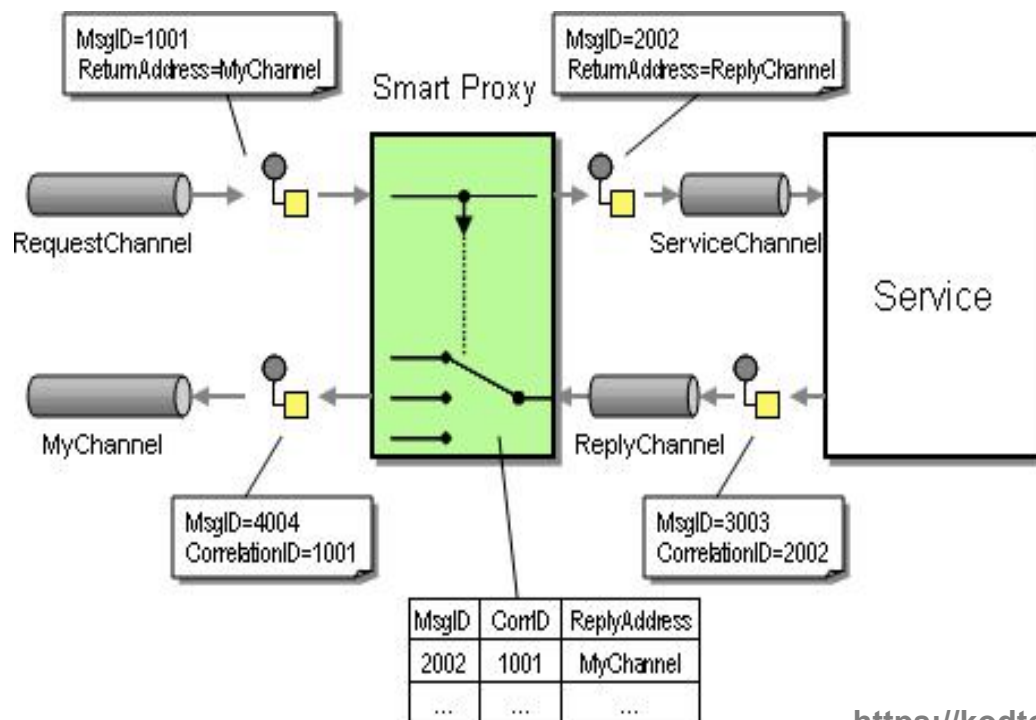 MsgID=1001
ReturnAddress=MyChannel
MsgID=2002
ReturnAddress=ReplyChannel
Smart Proxy
RequestChannel
ServiceChannel
Service
MyChannel
ReplyChannel
MsgID=4004
CorrelationID=1001
MsgID=3003
CorrelationID=2002
MsgID CorrID ReplyAddress
2002 1001 MyChannel
... ... ...